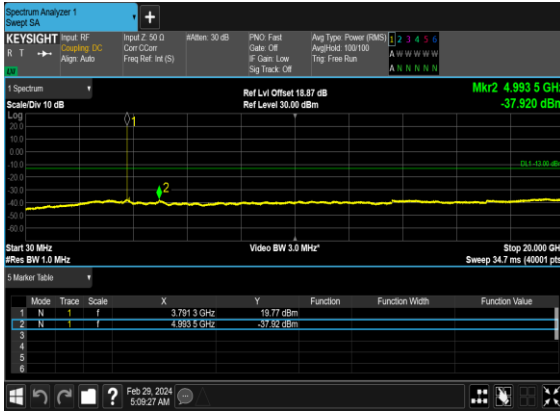 Spectrum Analyzer 1
Swept SA
+
KEYSIGHT Input: RF Input Z: 50 Ω #Atten: 30 dB PNO: Fast Avg Type: Power (RMS) 1 2 3 4 5 6
R T Coupling: DC Corr CCorr Gate: Off Avg|Hold: 100/100 A W W W W W
Align: Auto Freq Ref: Int (S) IF Gain: Low Trig: Free Run
Sig Track: Off A N N N N N
1 Spectrum Ref Lvl Offset 18.87 dB Mkr2 4.993 5 GHz
Scale/Div 10 dB Ref Level 30.00 dBm -37.920 dBm
Log
20.0
10.0
0.00
-10.0
-20.0
-30.0
-40.0
-50.0
-60.0
1
2
DL1 -13.00 dBm
Start 30 MHz Video BW 3.0 MHz* Stop 20.000 GH
#Res BW 1.0 MHz Sweep 34.7 ms (40001 pts
5 Marker Table
Mode Trace Scale X Y Function Function Width Function Value
1 N 1 f 3.791 3 GHz 19.77 dBm
2 N 1 f 4.993 5 GHz -37.92 dBm
3
4
5
6
? Feb 29, 2024
5:09:27 AM